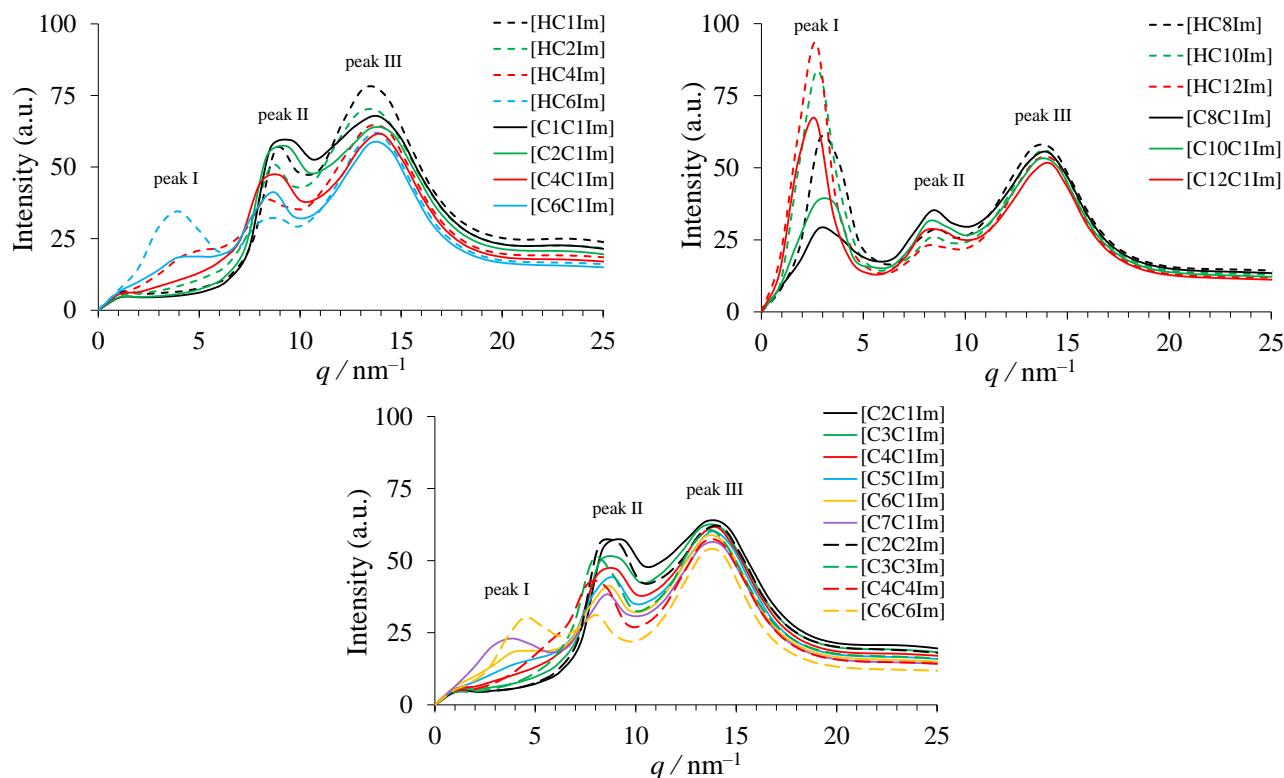 100
75
50
25
0
Intensity (a.u.)
peak I
peak II
peak III
[HC1Im]
[HC2Im]
[HC4Im]
[HC6Im]
[C1C1Im]
[C2C1Im]
[C4C1Im]
[C6C1Im]
0 5 10 15 20 25
q / nm⁻¹
100
75
50
25
0
Intensity (a.u.)
peak I
peak II
peak III
[HC8Im]
[HC10Im]
[HC12Im]
[C8C1Im]
[C10C1Im]
[C12C1Im]
0 5 10 15 20 25
q / nm⁻¹
100
75
50
25
0
Intensity (a.u.)
peak I
peak II
peak III
[C2C1Im]
[C3C1Im]
[C4C1Im]
[C5C1Im]
[C6C1Im]
[C7C1Im]
[C2C2Im]
[C3C3Im]
[C4C4Im]
[C6C6Im]
0 5 10 15 20 25
q / nm⁻¹